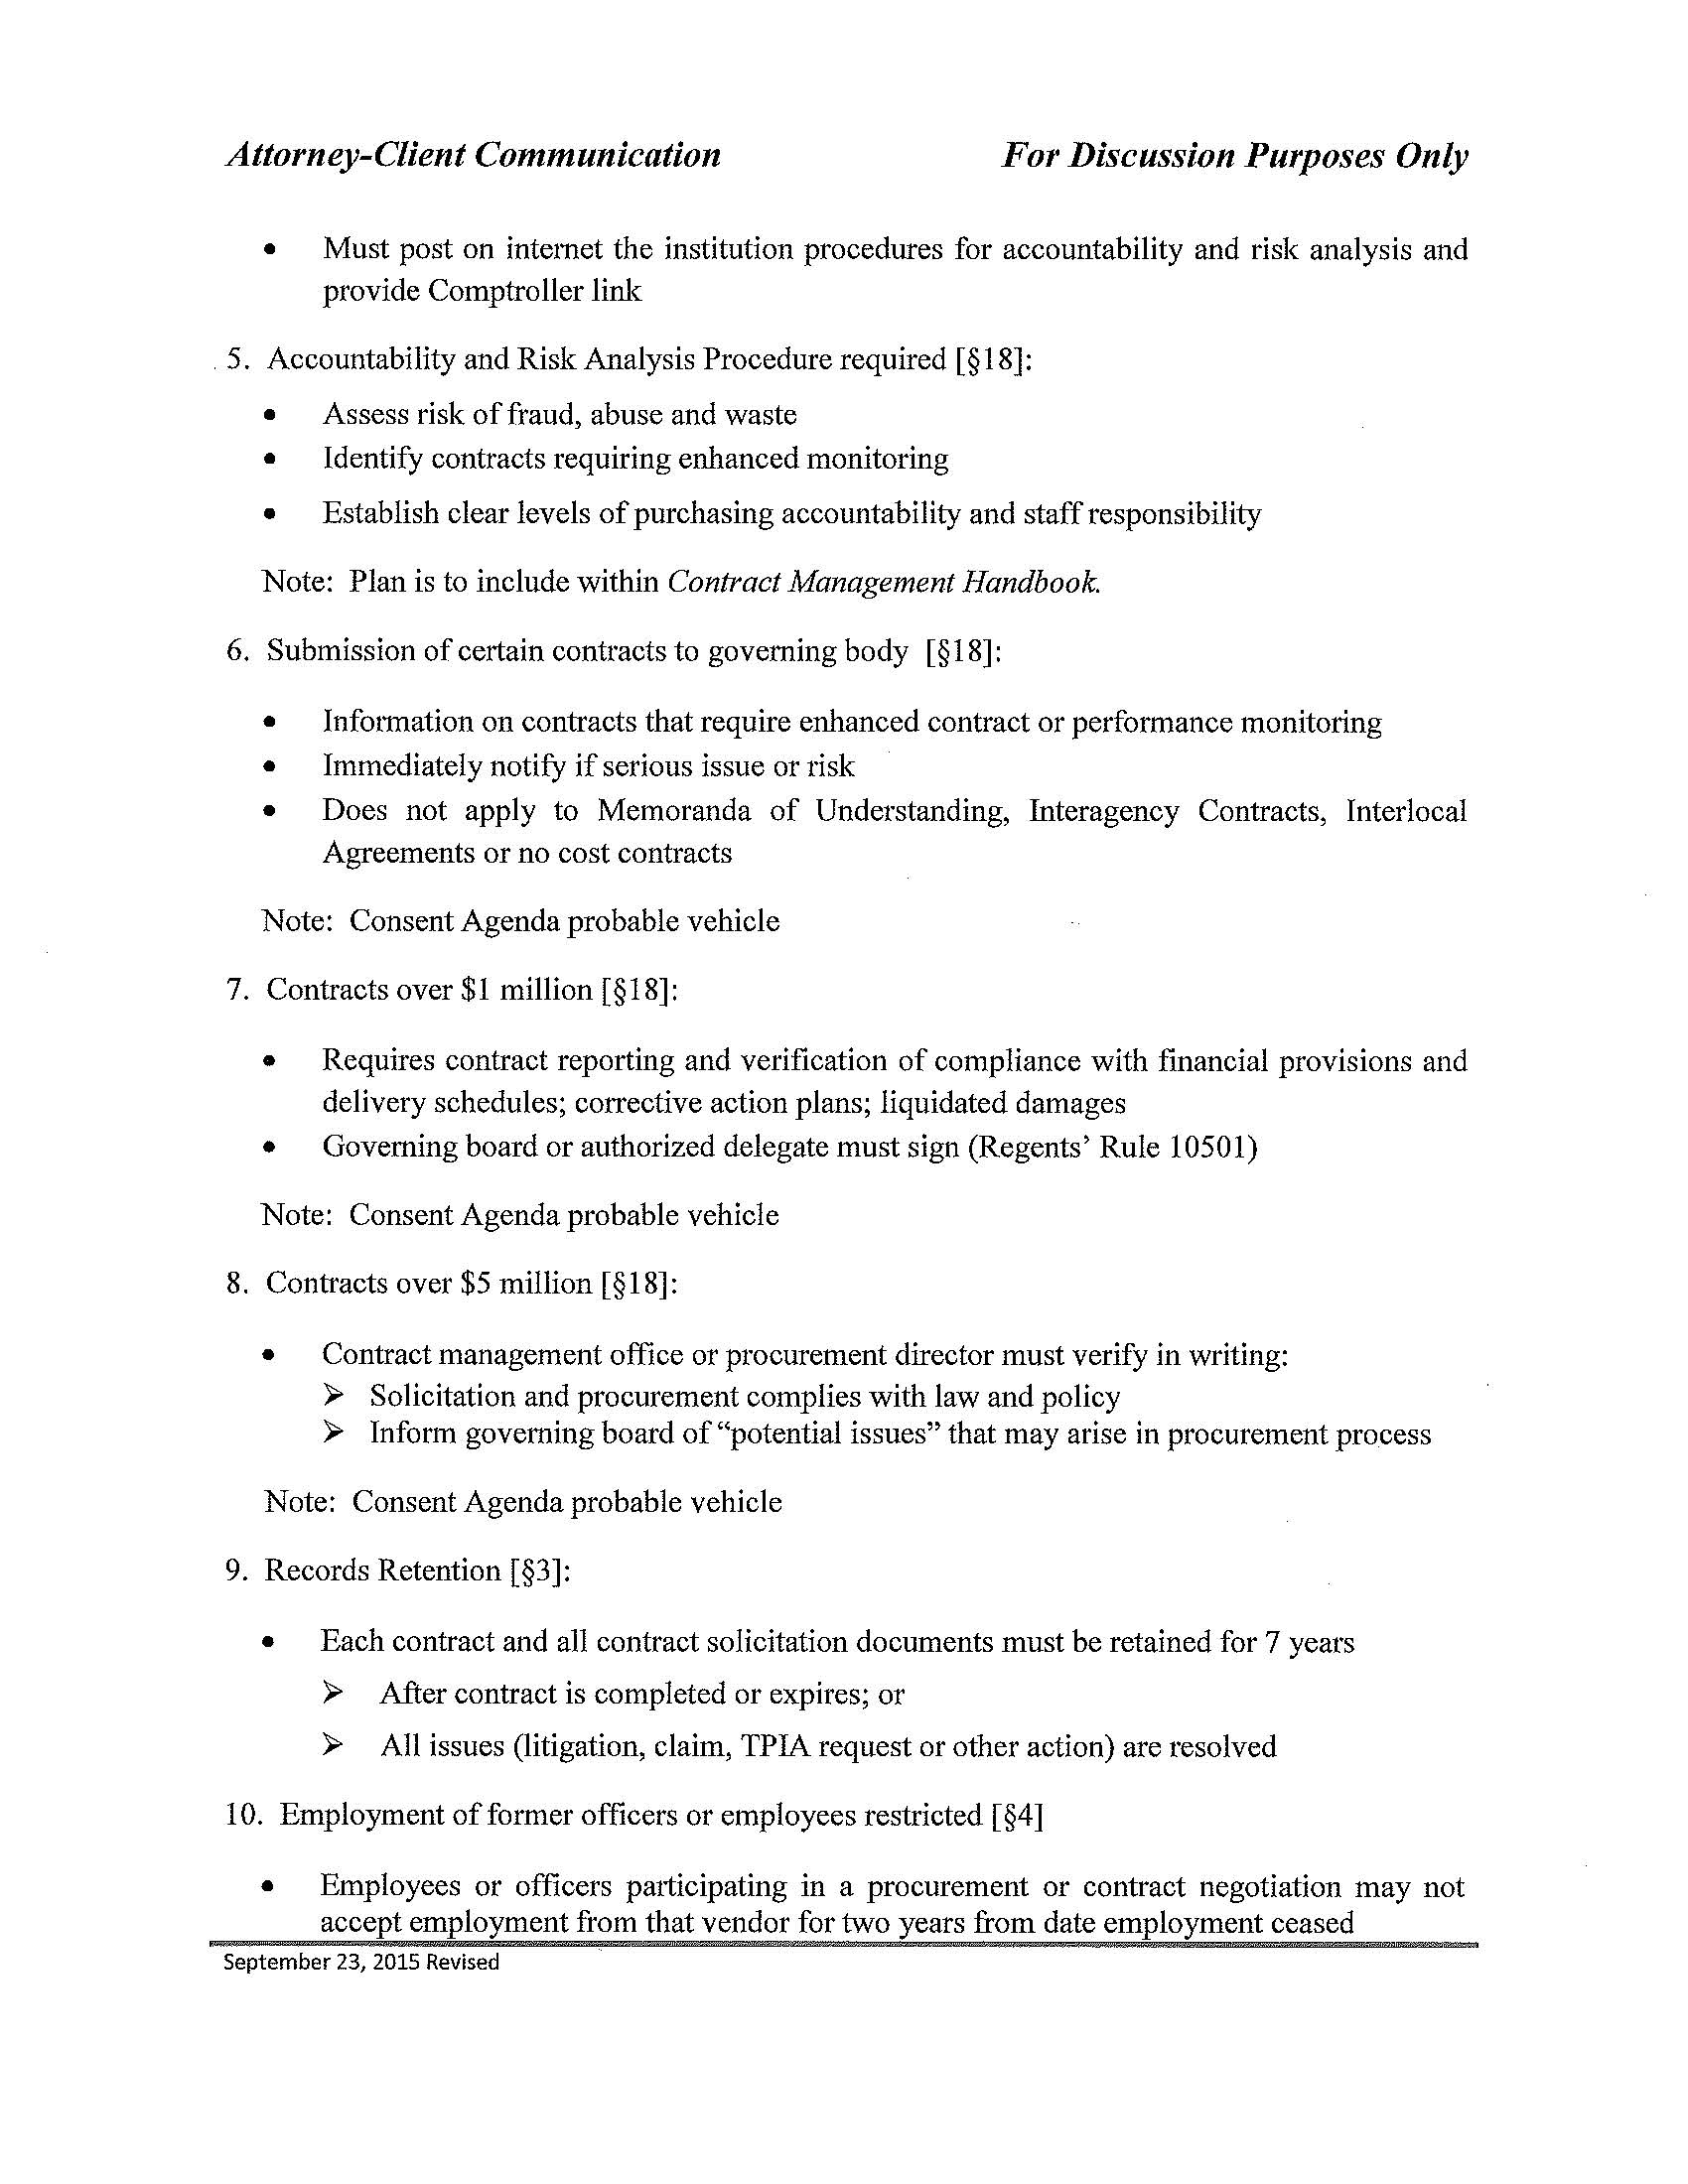 Attorney-Client Communication For Discussion Purposes Only
• Must post on internet the institution procedures for accountability and risk analysis and
provide Comptroller link
5. Accountability and Risk Analysis Procedure required [§18]:
• Assess risk of fraud, abuse and waste
• Identify contracts requiring enhanced monitoring
• Establish clear levels of purchasing accountability and staff responsibility
Note: Plan is to include within Contract Management Handbook.
6. Submission of certain contracts to governing body [§18]:
• Information on contracts that require enhanced contract or performance monitoring
• Immediately notify if serious issue or risk
• Does not apply to Memoranda of Understanding, Interagency Contracts, Interlocal
Agreements or no cost contracts
Note: Consent Agenda probable vehicle
7. Contracts over $1 million [§18]:
• Requires contract reporting and verification of compliance with financial provisions and
delivery schedules; corrective action plans; liquidated damages
• Governing board or authorized delegate must sign (Regents’ Rule 10501)
Note: Consent Agenda probable vehicle
8. Contracts over $5 million [§18]:
• Contract management office or procurement director must verify in writing:
➢ Solicitation and procurement complies with law and policy
➢ Inform governing board of “potential issues” that may arise in procurement process
Note: Consent Agenda probable vehicle
9. Records Retention [§3]:
• Each contract and all contract solicitation documents must be retained for 7 years
➢ After contract is completed or expires; or
➢ All issues (litigation, claim, TPIA request or other action) are resolved
10. Employment of former officers or employees restricted [§4]
• Employees or officers participating in a procurement or contract negotiation may not
accept employment from that vendor for two years from date employment ceased
September 23, 2015 Revised